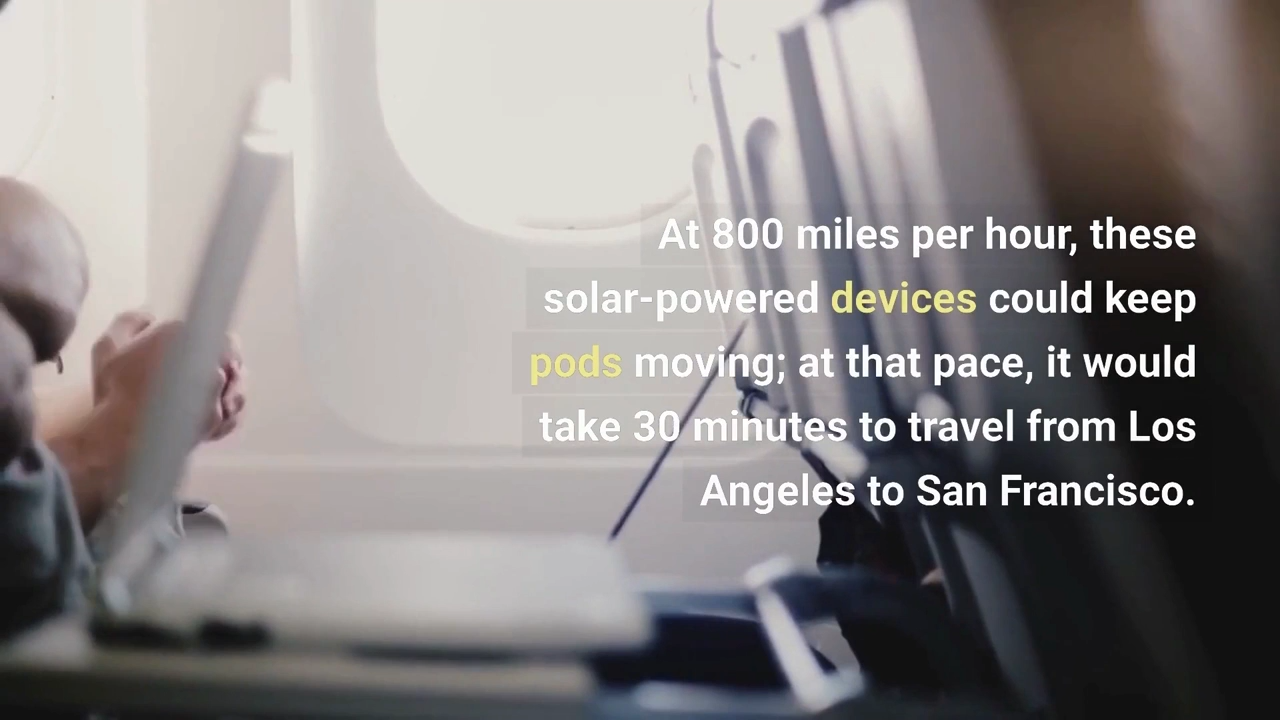 At 800 miles per hour, these
solar-powered devices could keep
pods moving; at that pace, it would
take 30 minutes to travel from Los
Angeles to San Francisco.